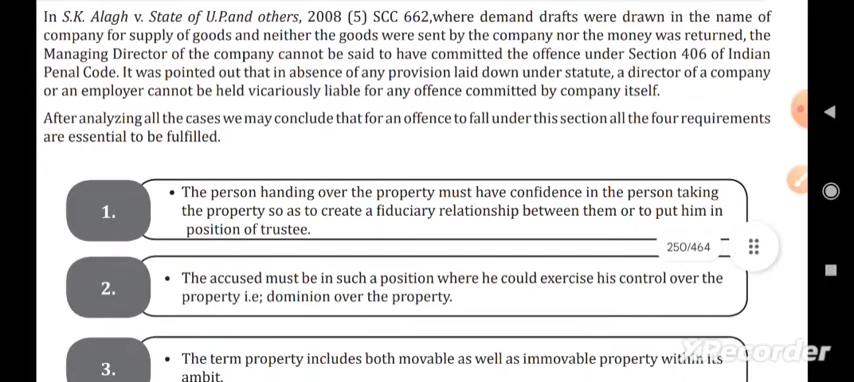 In S.K. Alagh v. State of U.P.and others, 2008 (5) SCC 662,where demand drafts were drawn in the name of
company for supply of goods and neither the goods were sent by the company nor the money was returned, the
Managing Director of the company cannot be said to have committed the offence under Section 406 of Indian
Penal Code. It was pointed out that in absence of any provision laid down under statute, a director of a company
or an employer cannot be held vicariously liable for any offence committed by company itself.
After analyzing all the cases we may conclude that for an offence to fall under this section all the four requirements
are essential to be fulfilled.
1.
• The person handing over the property must have confidence in the person taking
the property so as to create a fiduciary relationship between them or to put him in
position of trustee.
250/464
2.
• The accused must be in such a position where he could exercise his control over the
property i.e; dominion over the property.
3.
• The term property includes both movable as well as immovable property within its
ambit.
XRecorder